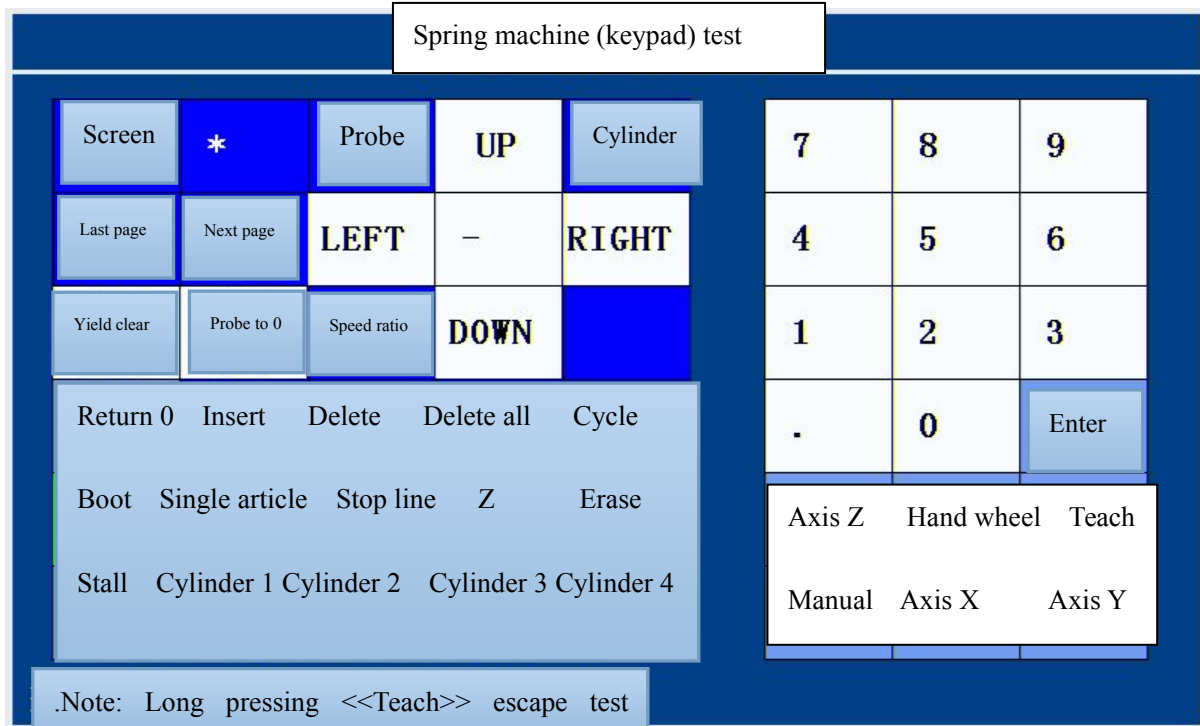 Spring machine (keypad) test
Screen * Probe UP Cylinder
Last page Next page LEFT - RIGHT
Yield clear Probe to 0 Speed ratio DOWN
Return 0 Insert Delete Delete all Cycle
Boot Single article Stop line Z Erase
Stall Cylinder 1 Cylinder 2 Cylinder 3 Cylinder 4
7 8 9
4 5 6
1 2 3
. 0 Enter
Axis Z Hand wheel Teach
Manual Axis X Axis Y
.Note: Long pressing <<Teach>> escape test